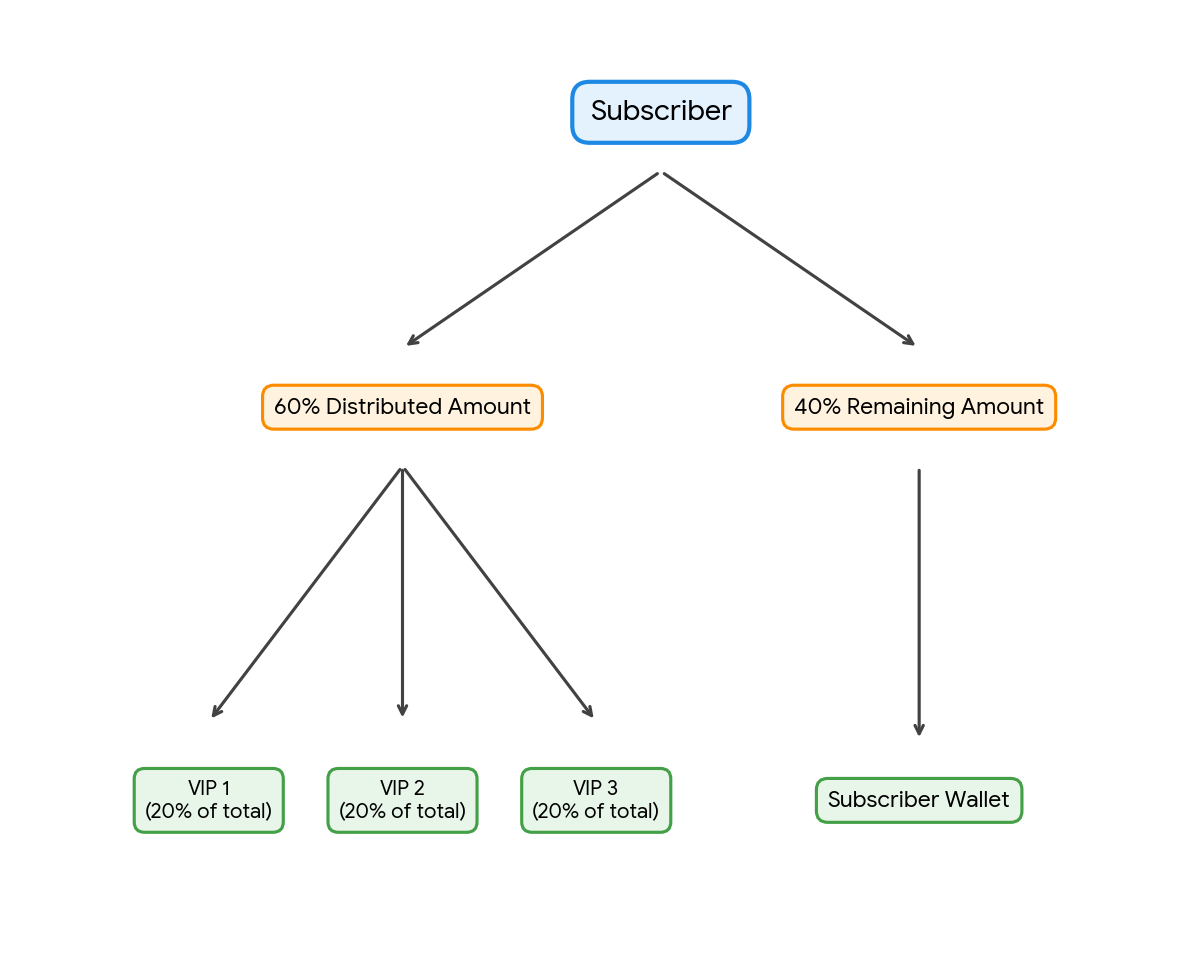 Subscriber
60% Distributed Amount
40% Remaining Amount
VIP 1
(20% of total)
VIP 2
(20% of total)
VIP 3
(20% of total)
Subscriber Wallet